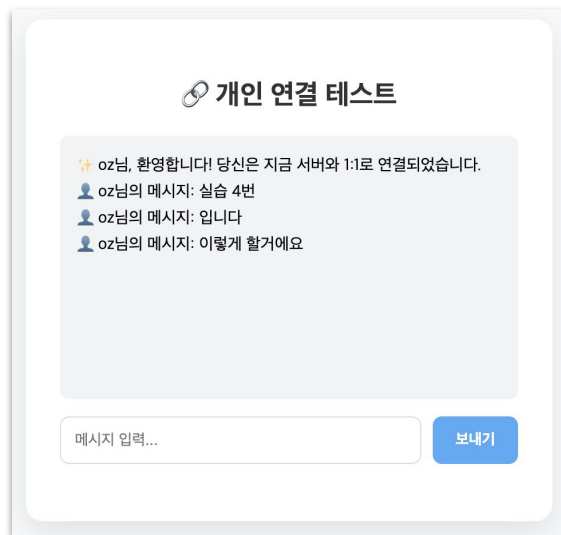 🔗 개인 연결 테스트
✨ oz님, 환영합니다! 당신은 지금 서버와 1:1로 연결되었습니다.
👤 oz님의 메시지: 실습 4번
👤 oz님의 메시지: 입니다
👤 oz님의 메시지: 이렇게 할거에요
메시지 입력...
보내기